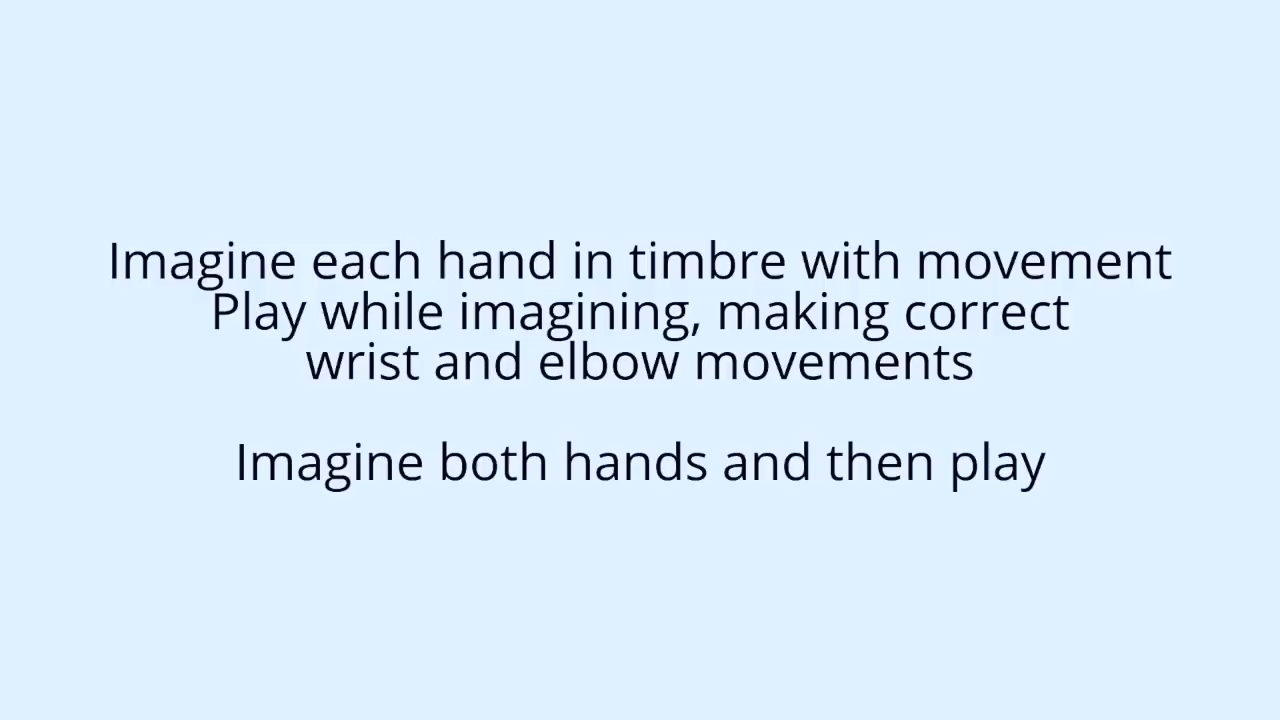 Imagine each hand in timbre with movement
Play while imagining, making correct
wrist and elbow movements
Imagine both hands and then play